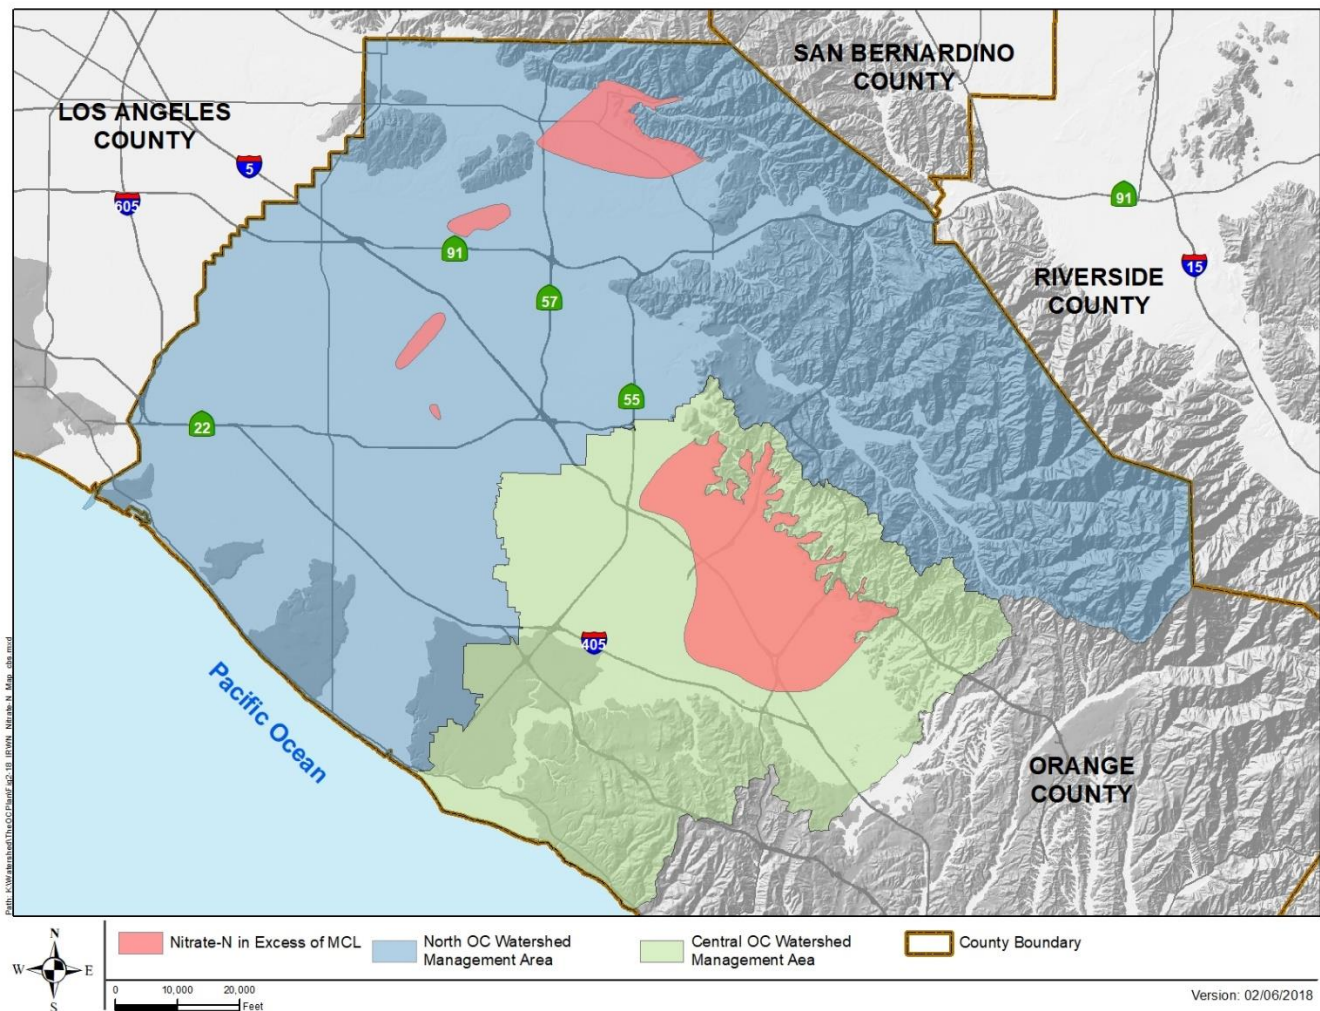 SAN BERNARDINO
COUNTY
LOS ANGELES
COUNTY
5
605
91
91
RIVERSIDE
COUNTY
15
57
55
22
405
Pacific Ocean
ORANGE
COUNTY
N
W
E
S
Nitrate-N in Excess of MCL
North OC Watershed
Management Area
Central OC Watershed
Management Aea
County Boundary
0 10,000 20,000
Feet
Version: 02/06/2018